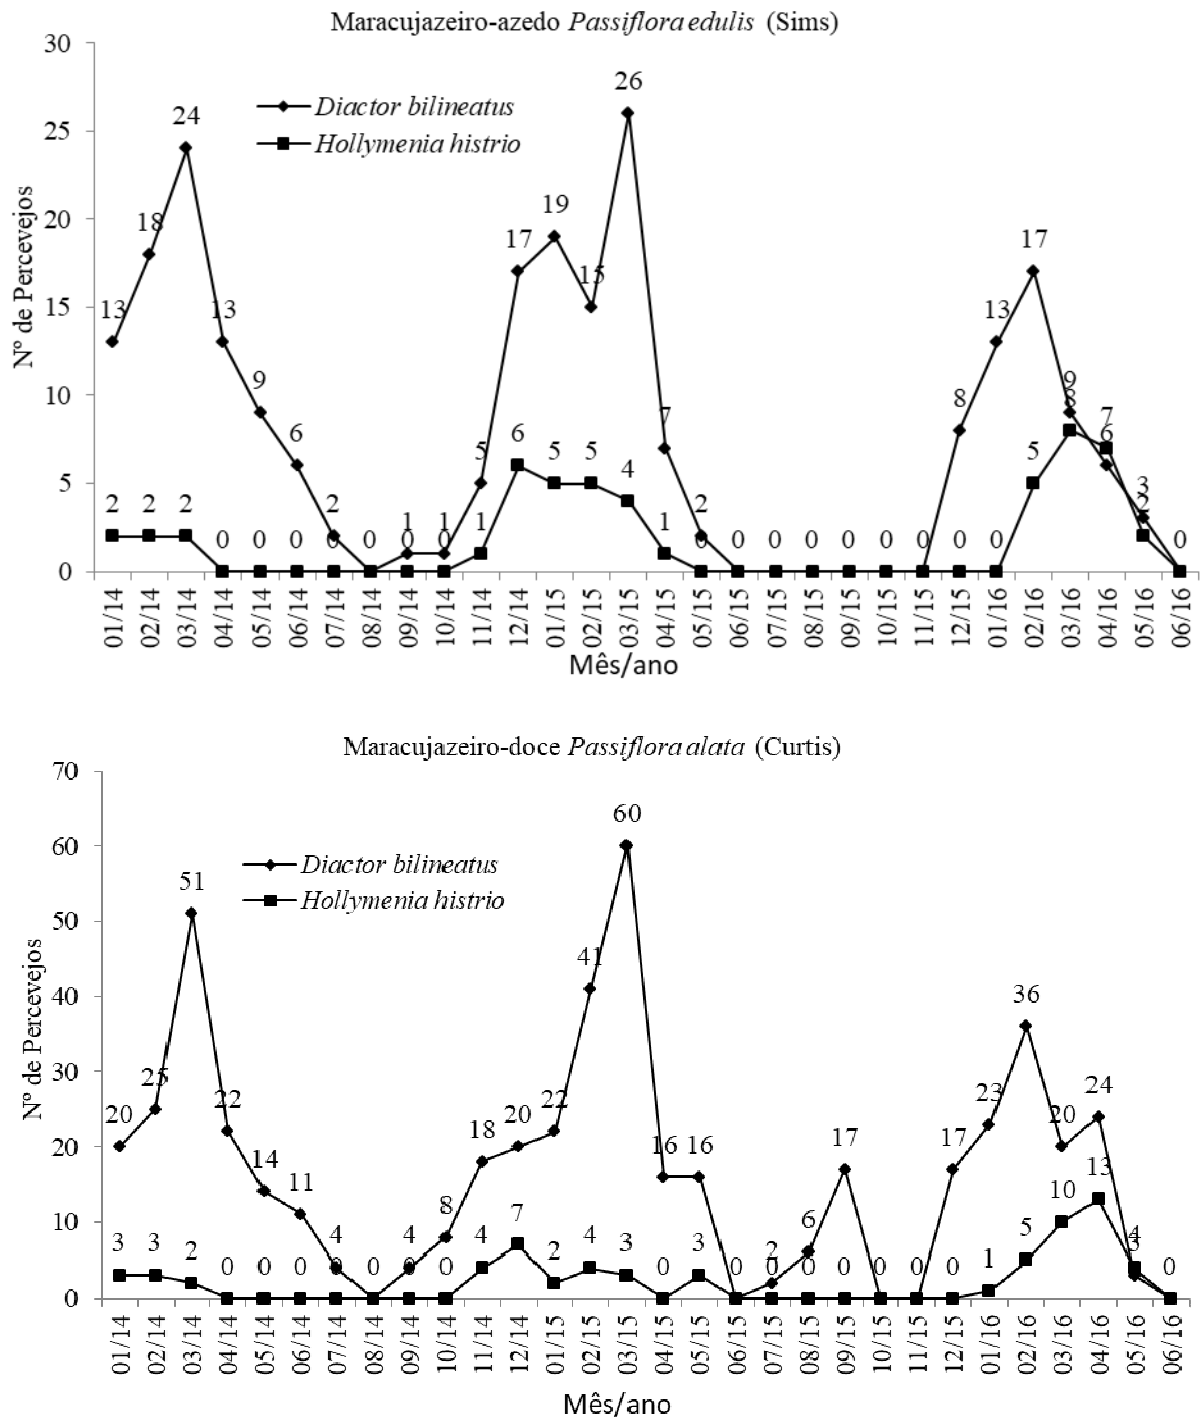 Maracujazeiro-azedo Passiflora edulis (Sims)
Nº de Percevejos
30
25
20
15
10
5
0
Diactor bilineatus
Hollymenia histrio
13 18 24 13 9 6 2 0 1 1 5 17 19 15 26 7 2 0 0 0 0 0 0 8 13 17 9 6 3 0
2 2 2 0 0 0 0 0 0 1 6 5 5 4 1 0 0 0 5 8 7 2
01/14 02/14 03/14 04/14 05/14 06/14 07/14 08/14 09/14 10/14 11/14 12/14 01/15 02/15 03/15 04/15 05/15 06/15 07/15 08/15 09/15 10/15 11/15 12/15 01/16 02/16 03/16 04/16 05/16 06/16
Mês/ano
Maracujazeiro-doce Passiflora alata (Curtis)
Nº de Percevejos
70
60
50
40
30
20
10
0
Diactor bilineatus
Hollymenia histrio
20 25 51 22 14 11 4 0 4 8 18 20 22 41 60 16 16 0 2 6 17 0 0 17 23 36 20 24 3 0
3 3 2 0 0 0 0 0 0 4 7 2 4 3 0 3 0 0 0 0 1 5 10 13 4
01/14 02/14 03/14 04/14 05/14 06/14 07/14 08/14 09/14 10/14 11/14 12/14 01/15 02/15 03/15 04/15 05/15 06/15 07/15 08/15 09/15 10/15 11/15 12/15 01/16 02/16 03/16 04/16 05/16 06/16
Mês/ano